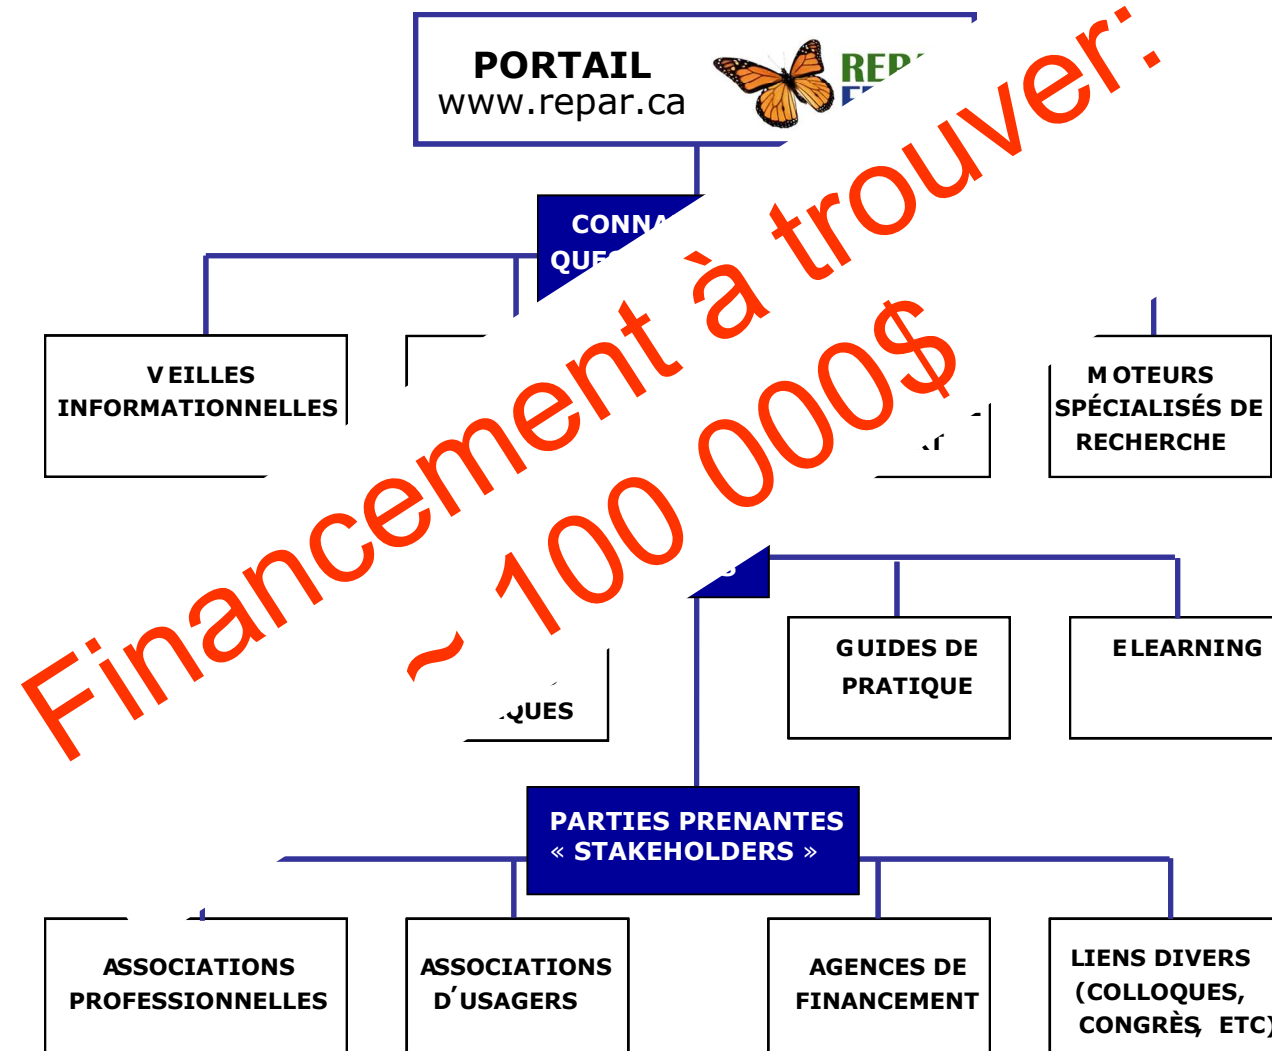 PORTAIL
www.repar.ca
Financement à trouver:
~ 100 000$
VEILLES
INFORMATIONNELLES
MOTEURS
SPÉCIALISÉS DE
RECHERCHE
GUIDES DE
PRATIQUE
ELEARNING
PARTIES PRENANTES
« STAKEHOLDERS »
ASSOCIATIONS
PROFESSIONNELLES
ASSOCIATIONS
D'USAGERS
AGENCES DE
FINANCEMENT
LIENS DIVERS
(COLLOQUES,
CONGRÈS, ETC)